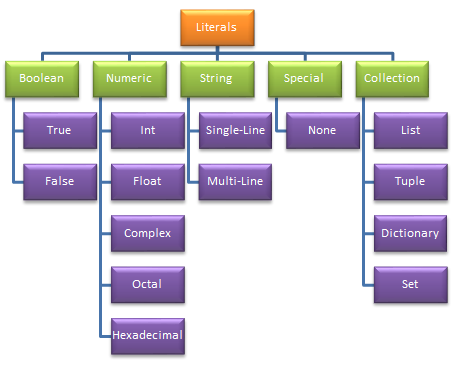 Literals
Boolean
Numeric
String
Special
Collection
True
Int
Single-Line
None
List
False
Float
Multi-Line
Tuple
Complex
Dictionary
Octal
Set
Hexadecimal